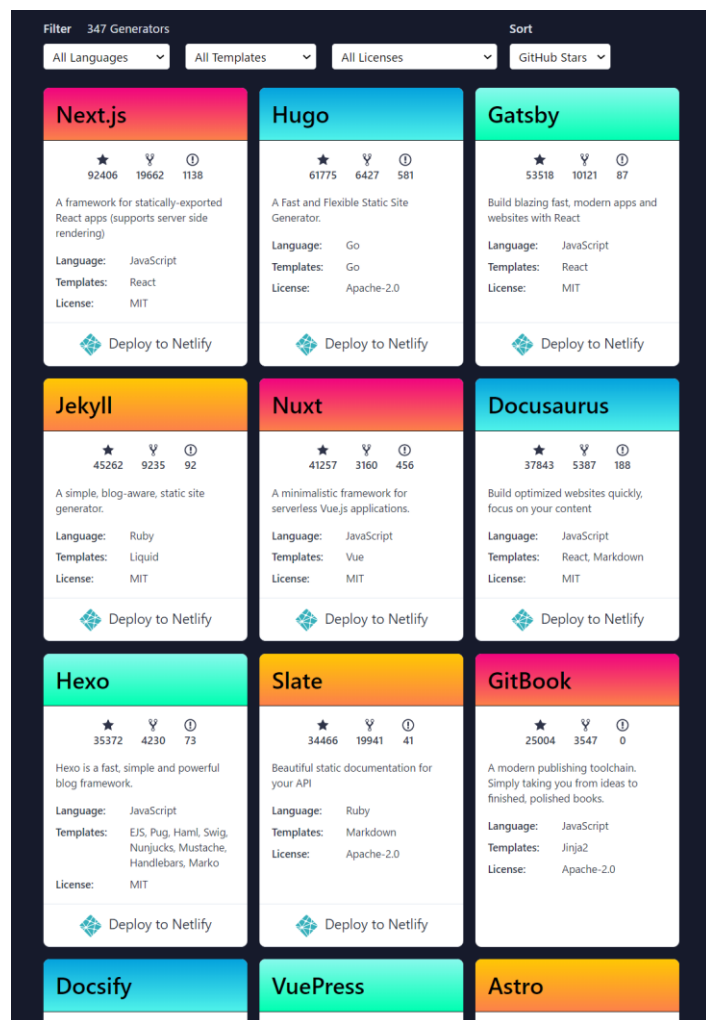 Filter 347 Generators
Sort
All Languages
All Templates
All Licenses
GitHub Stars
Next.js
92406 19662 1138
A framework for statically-exported
React apps (supports server side
rendering)
Language: JavaScript
Templates: React
License: MIT
Deploy to Netlify
Hugo
61775 6427 581
A Fast and Flexible Static Site
Generator.
Language: Go
Templates: Go
License: Apache-2.0
Deploy to Netlify
Gatsby
53518 10121 87
Build blazing fast, modern apps and
websites with React
Language: JavaScript
Templates: React
License: MIT
Deploy to Netlify
Jekyll
45262 9235 92
A simple, blog-aware, static site
generator.
Language: Ruby
Templates: Liquid
License: MIT
Deploy to Netlify
Nuxt
41257 3160 456
A minimalistic framework for
serverless Vue.js applications.
Language: JavaScript
Templates: Vue
License: MIT
Deploy to Netlify
Docusaurus
37843 5387 188
Build optimized websites quickly,
focus on your content
Language: JavaScript
Templates: React, Markdown
License: MIT
Deploy to Netlify
Hexo
35372 4230 73
Hexo is a fast, simple and powerful
blog framework.
Language: JavaScript
Templates: EJS, Pug, Haml, Swig,
Nunjucks, Mustache,
Handlebars, Marko
License: MIT
Deploy to Netlify
Slate
34466 19941 41
Beautiful static documentation for
your API
Language: Ruby
Templates: Markdown
License: Apache-2.0
Deploy to Netlify
GitBook
25004 3547 0
A modern publishing toolchain.
Simply taking you from ideas to
finished, polished books.
Language: JavaScript
Templates: Jinja2
License: Apache-2.0
Docsify
VuePress
Astro